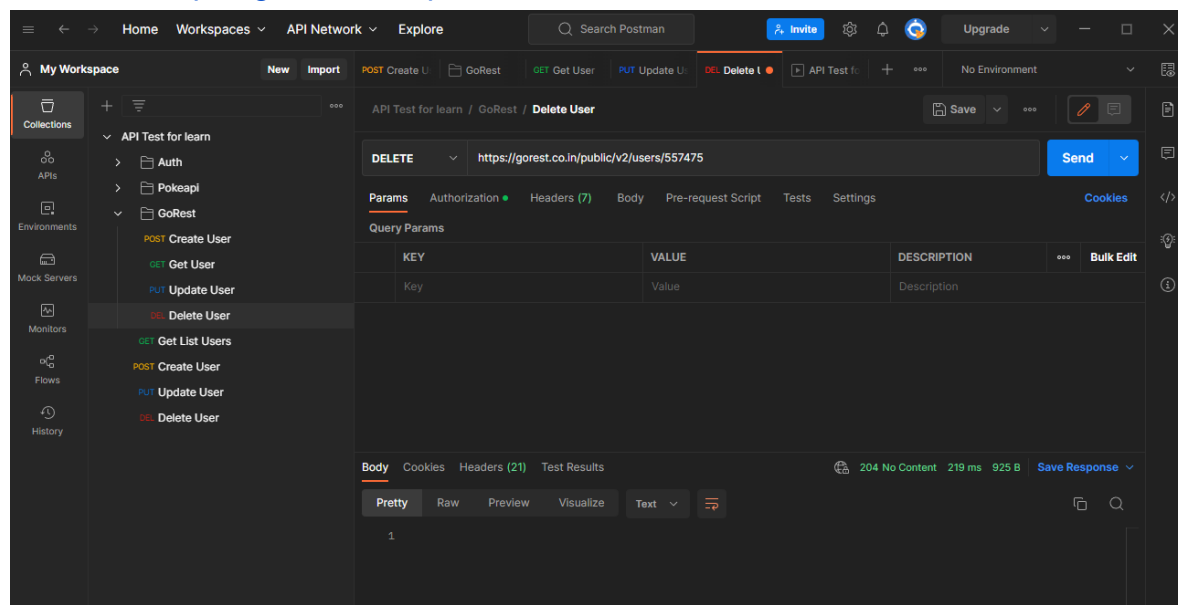 Home Workspaces API Network Explore Search Postman Invite Upgrade
My Workspace New Import POST Create U GoRest GET Get User PUT Update Us DEL Delete U API Test fo No Environment
Collections
APIs
Environments
Mock Servers
Monitors
Flows
History
API Test for learn
Auth
Pokeapi
GoRest
POST Create User
GET Get User
PUT Update User
DEL Delete User
GET Get List Users
POST Create User
PUT Update User
DEL Delete User
API Test for learn / GoRest / Delete User Save
DELETE https://gorest.co.in/public/v2/users/557475 Send
Params Authorization Headers (7) Body Pre-request Script Tests Settings Cookies
Query Params
KEY VALUE DESCRIPTION Bulk Edit
Key Value Description
Body Cookies Headers (21) Test Results 204 No Content 219 ms 925 B Save Response
Pretty Raw Preview Visualize Text
1